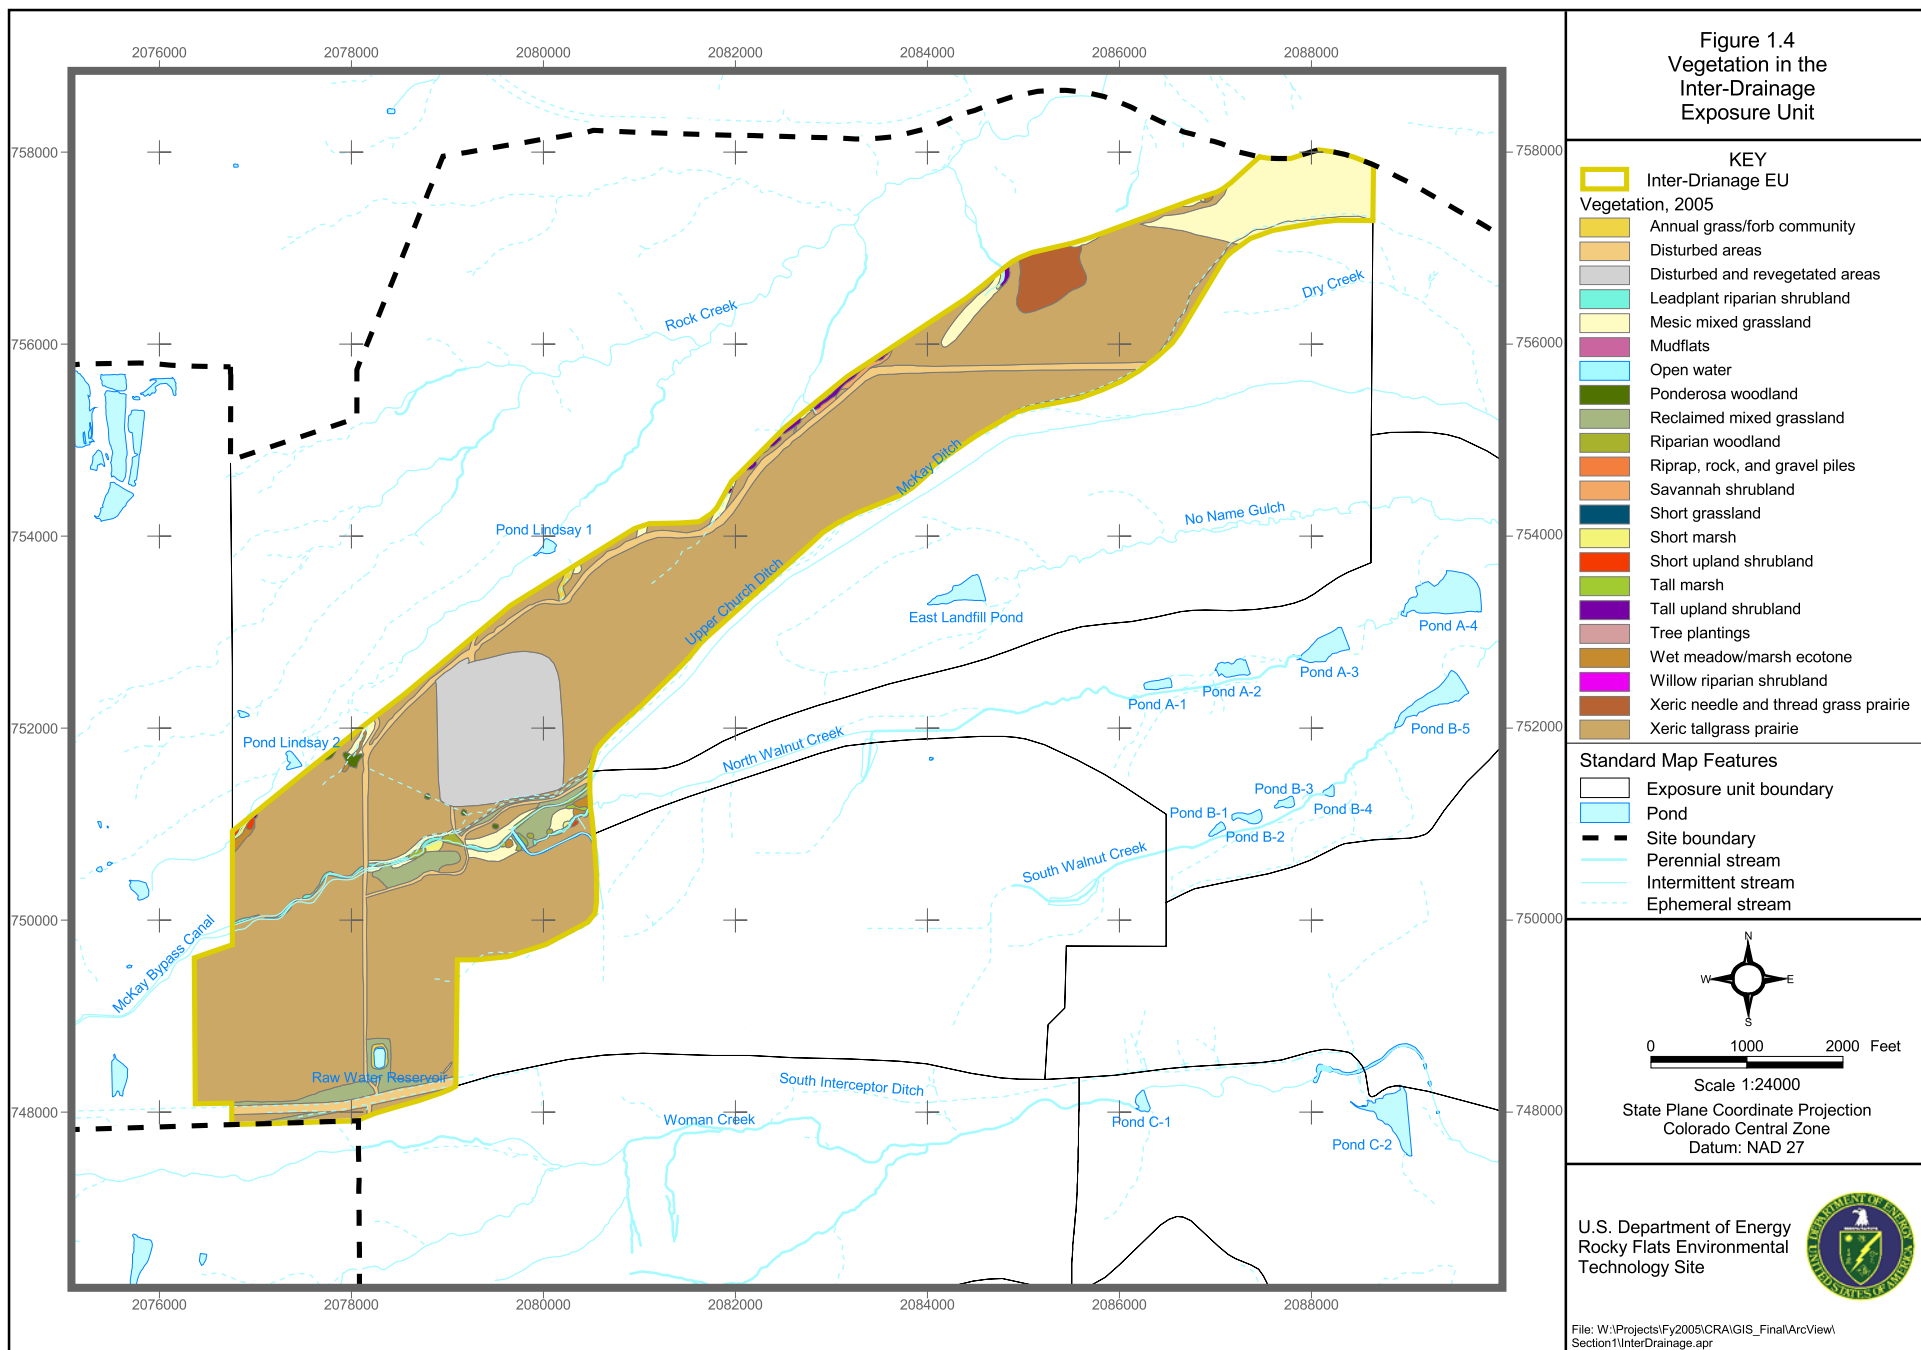 Figure 1.4
Vegetation in the
Inter-Drainage
Exposure Unit
KEY
Inter-Drianage EU
Vegetation, 2005
Annual grass/forb community
Disturbed areas
Disturbed and revegetated areas
Leadplant riparian shrubland
Mesic mixed grassland
Mudflats
Open water
Ponderosa woodland
Reclaimed mixed grassland
Riparian woodland
Riprap, rock, and gravel piles
Savannah shrubland
Short grassland
Short marsh
Short upland shrubland
Tall marsh
Tall upland shrubland
Tree plantings
Wet meadow/marsh ecotone
Willow riparian shrubland
Xeric needle and thread grass prairie
Xeric tallgrass prairie
Standard Map Features
Exposure unit boundary
Pond
Site boundary
Perennial stream
Intermittent stream
Ephemeral stream
N
W E
S
0 1000 2000 Feet
Scale 1:24000
State Plane Coordinate Projection
Colorado Central Zone
Datum: NAD 27
U.S. Department of Energy
Rocky Flats Environmental
Technology Site
DEPARTMENT OF ENERGY
UNITED STATES OF AMERICA
File: W:\Projects\Fy2005\CRA\GIS_Final\ArcView\
Section1\InterDrainage.apr
2076000 2078000 2080000 2082000 2084000 2086000 2088000
758000 758000
756000 756000
754000 754000
752000 752000
750000 750000
748000 748000
2076000 2078000 2080000 2082000 2084000 2086000 2088000
Rock Creek
Dry Creek
McKay Ditch
No Name Gulch
Pond Lindsay 1
Upper Church Ditch
East Landfill Pond
Pond A-4
Pond A-3
Pond A-2
Pond A-1
Pond B-5
Pond Lindsay 2
North Walnut Creek
Pond B-3
Pond B-1
Pond B-4
Pond B-2
South Walnut Creek
McKay Bypass Canal
Raw Water Reservoir
South Interceptor Ditch
Woman Creek
Pond C-1
Pond C-2